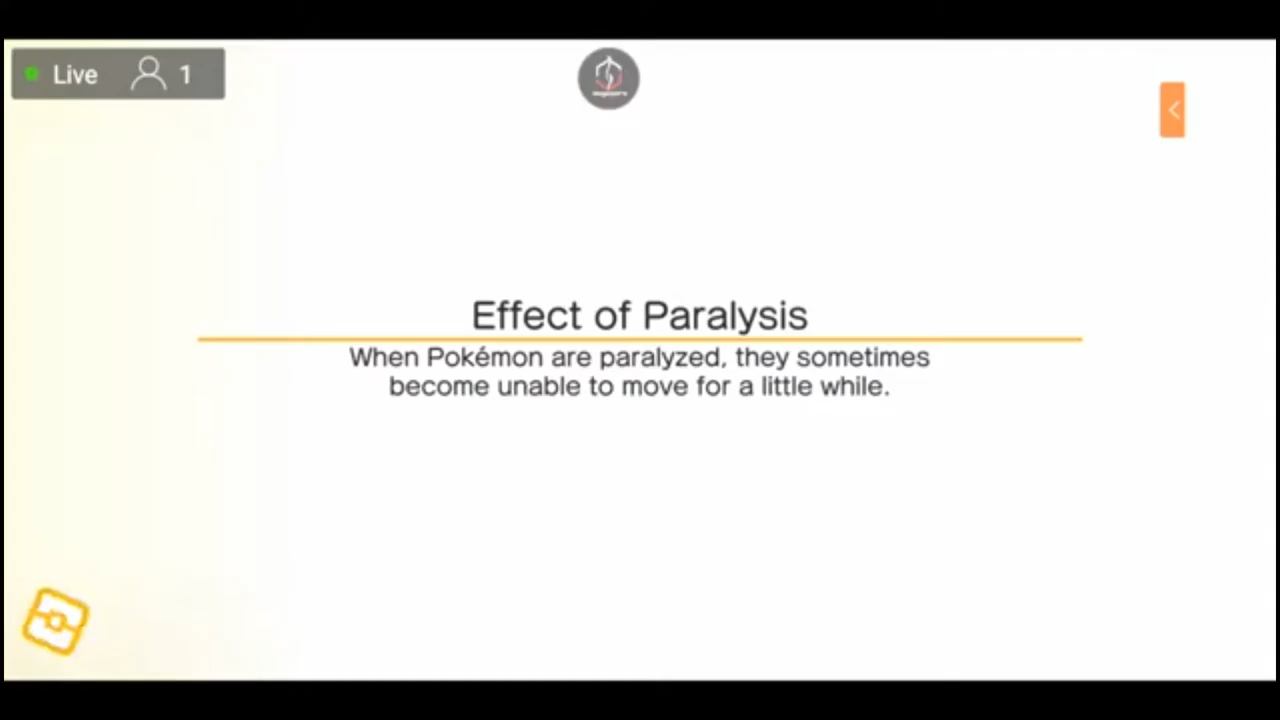 Live 1
Effect of Paralysis
When Pokémon are paralyzed, they sometimes
become unable to move for a little while.